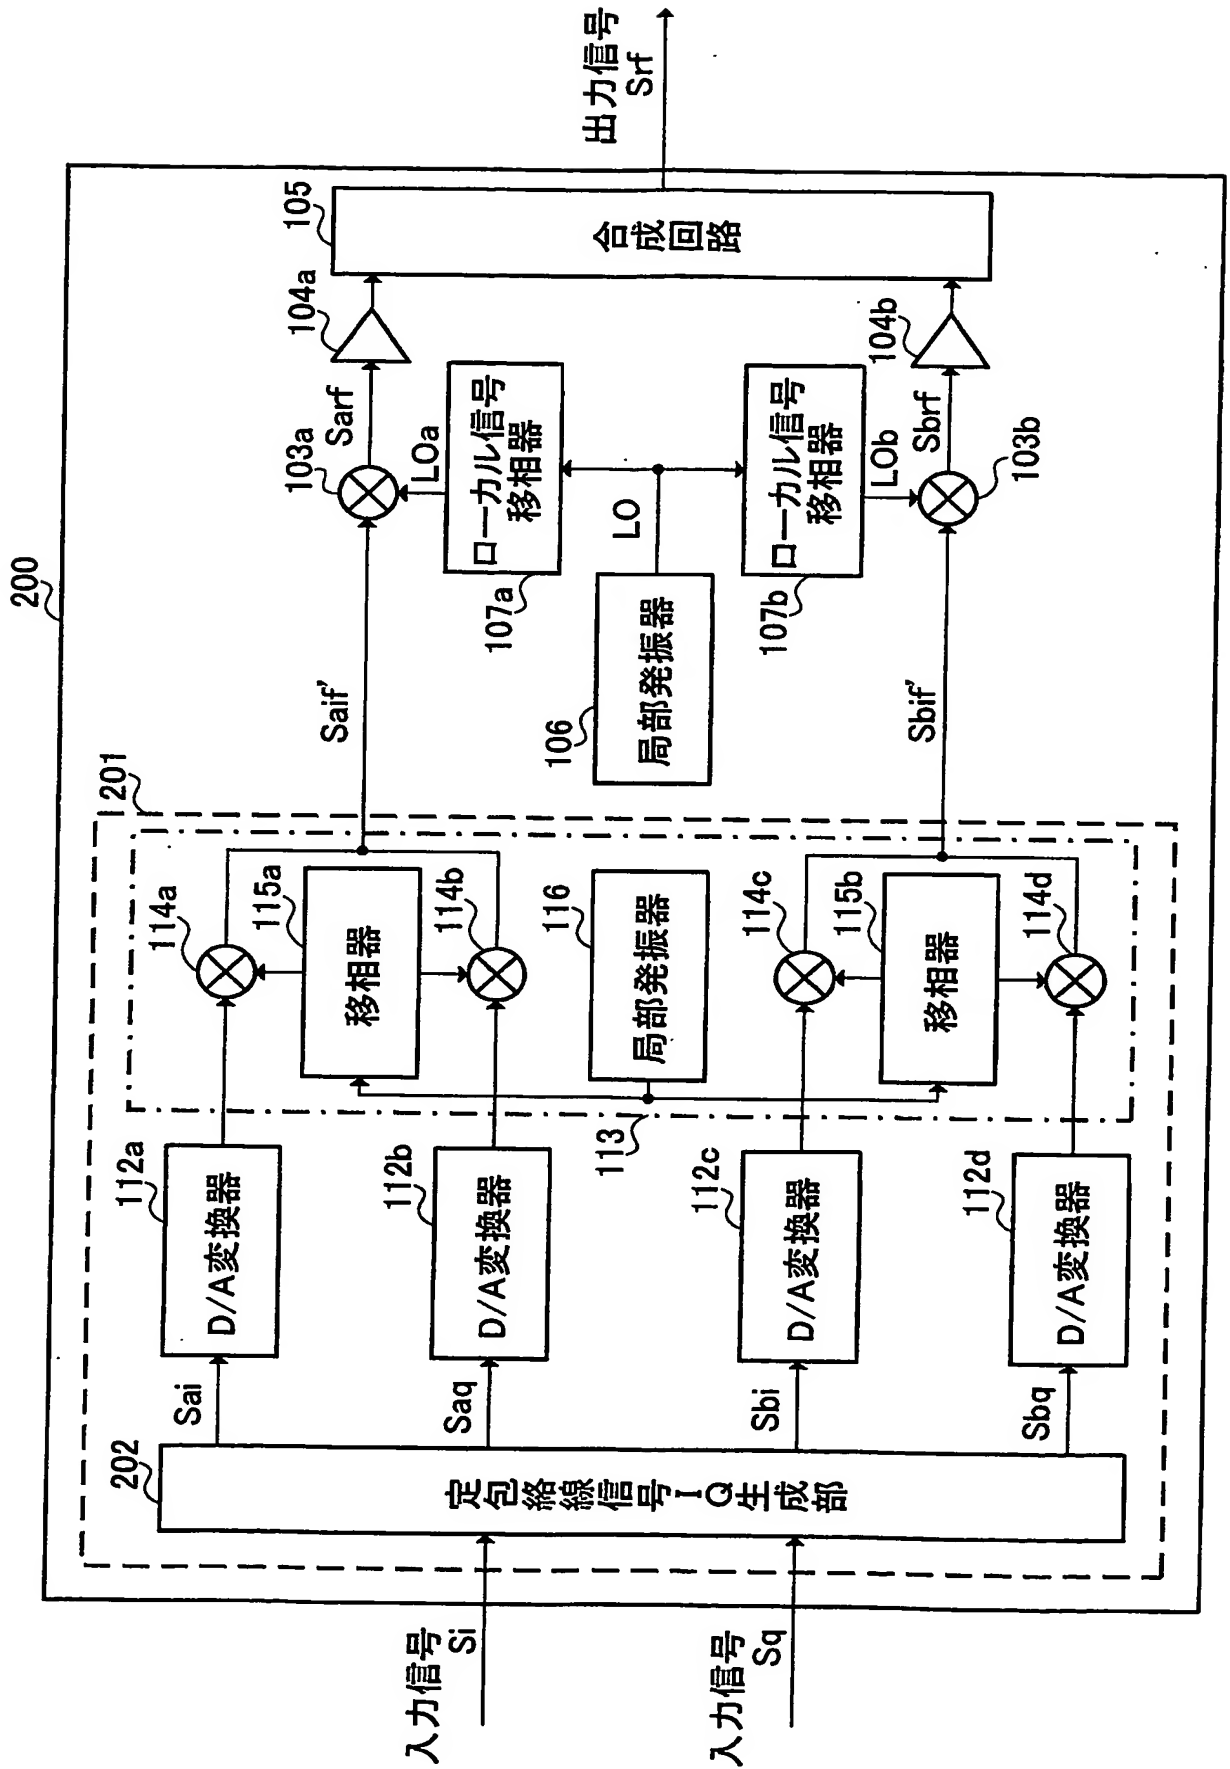 200
201
202
入力信号
Si
入力信号
Sq
定包絡線信号IQ生成部
Sai
Saq
Sbi
Sbq
112a
D/A変換器
112b
D/A変換器
112c
D/A変換器
112d
D/A変換器
113
114a
115a
移相器
114b
116
局部発振器
114c
115b
移相器
114d
Saif'
Sbif'
106
局部発振器
LO
107a
ローカル信号
移相器
107b
ローカル信号
移相器
LOa
LOb
103a
103b
Sarf
Sbrf
104a
104b
105
合成回路
出力信号
Srf